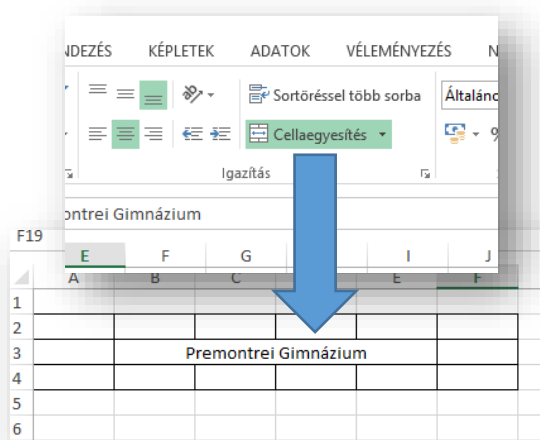 NDEZÉS KÉPLETEK ADATOK VÉLEMÉNYEZÉS N
Sortöréssel több sorba Általáno
Cellaegyesítés %
Igazítás
ontrei Gimnázium
F19
E F G I J
A B C E F
1
2
3 Premontrei Gimnázium
4
5
6